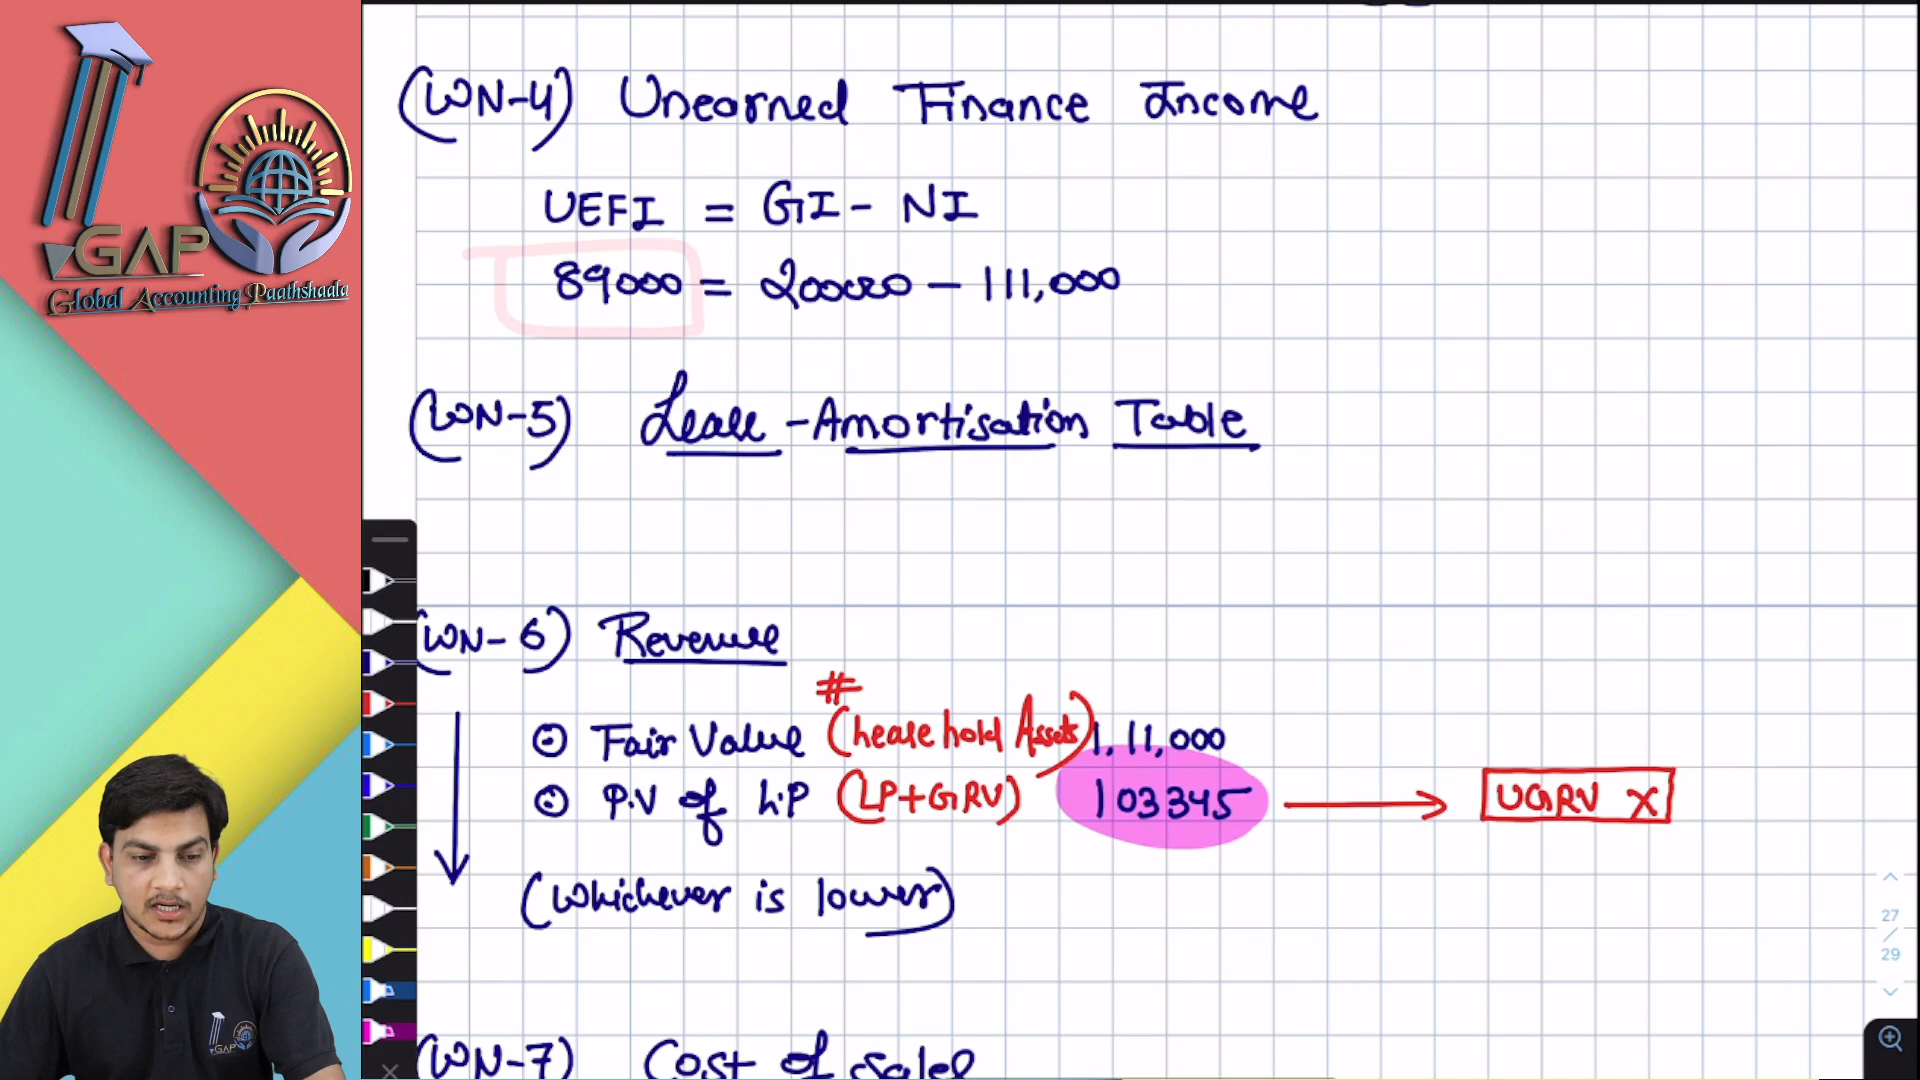 GAP
Global Accounting Paathshaala
(WN-4) Unearned Finance Income
UEFI = GI - NI
89000 = 200000 - 111,000
(WN-5) Lease - Amortisation Table
(WN-6) Revenue
#
⊙ Fair Value (Leasehold Assets) 1,11,000
⊙ P.V of L.P (LP+GRV) 103345 → UGRV X
(Whichever is lower)
27
/
29
(WN-7) Cost of sales
GAP